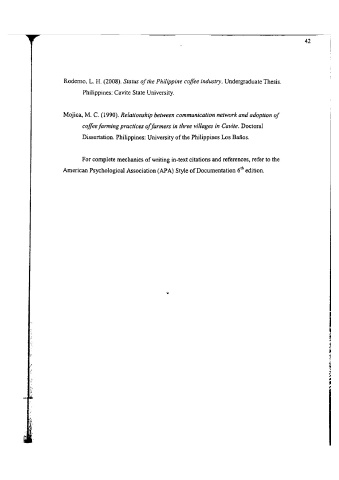 42
Rodemo, L. H. (2008). Status of the Philippine coffee industry. Undergraduate Thesis.
Philippines: Cavite State University.
Mojica, M. C. (1990). Relationship between communication network and adoption of
coffee farming practices of farmers in three villages in Cavite. Doctoral
Dissertation. Philippines: University of the Philippines Los Baños.
For complete mechanics of writing in-text citations and references, refer to the
American Psychological Association (APA) Style of Documentation 6th edition.